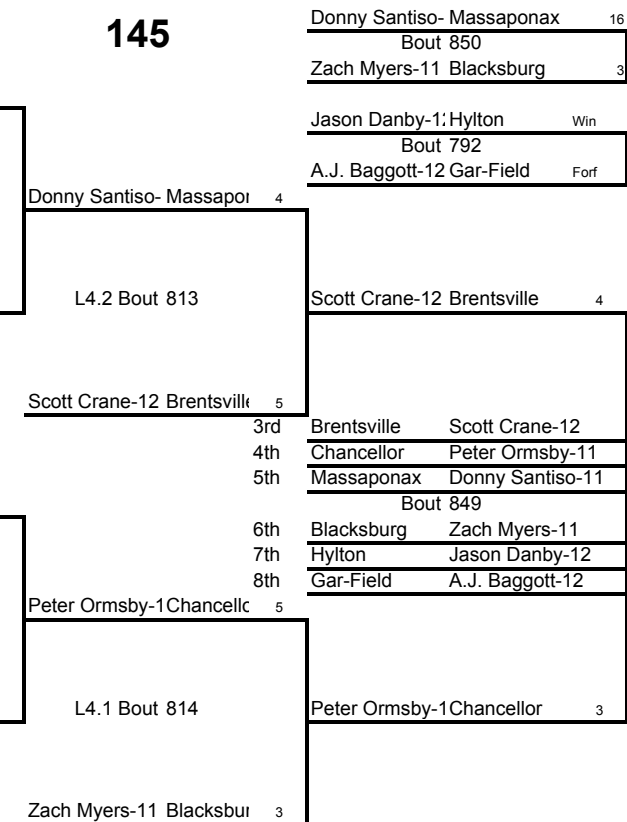 145
Donny Santiso- Massaponax 16
Bout 850
Zach Myers-11 Blacksburg 3
Jason Danby-1 Hylton Win
Bout 792
A.J. Baggott-12 Gar-Field Forf
Donny Santiso- Massapo 4
L4.2 Bout 813
Scott Crane-12 Brentsville 4
Scott Crane-12 Brentsvill 5
3rd Brentsville Scott Crane-12
4th Chancellor Peter Ormsby-11
5th Massaponax Donny Santiso-11
Bout 849
6th Blacksburg Zach Myers-11
7th Hylton Jason Danby-12
8th Gar-Field A.J. Baggott-12
Peter Ormsby-1 Chancello 5
L4.1 Bout 814
Peter Ormsby-1 Chancellor 3
Zach Myers-11 Blacksbu 3